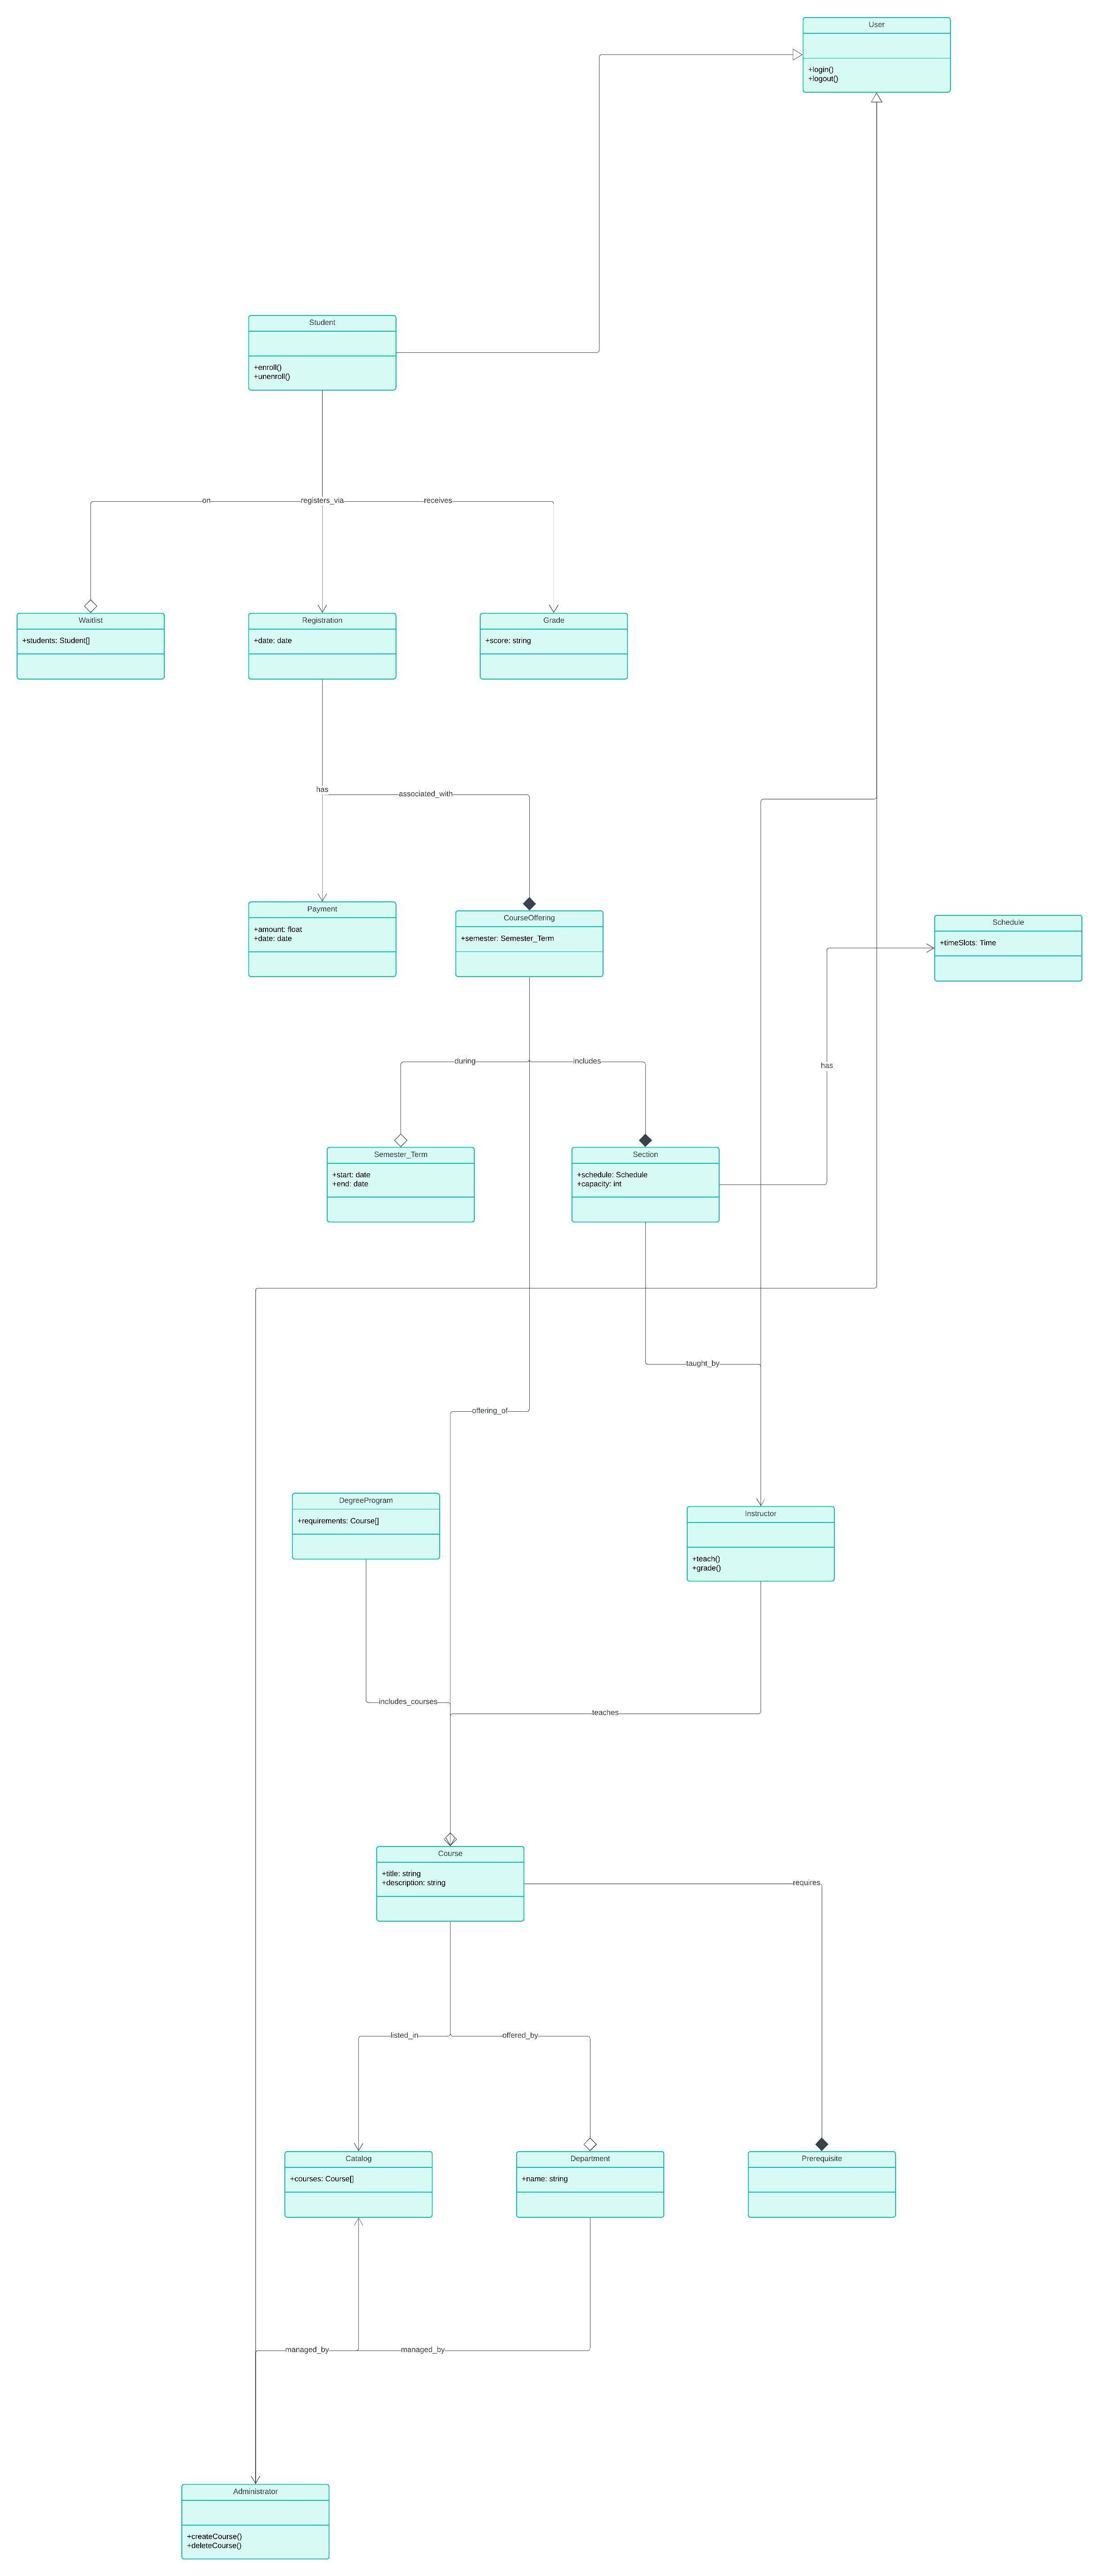 User
+login()
+logout()
Student
+enroll()
+unenroll()
on
registers_via
receives
Waitlist
+students: Student[]
Registration
+date: date
Grade
+score: string
has
associated_with
Payment
+amount: float
+date: date
CourseOffering
+semester: Semester_Term
Schedule
+timeSlots: Time
during
includes
has
Semester_Term
+start: date
+end: date
Section
+schedule: Schedule
+capacity: int
taught_by
offering_of
DegreeProgram
+requirements: Course[]
Instructor
+teach()
+grade()
includes_courses
teaches
Course
+title: string
+description: string
requires
listed_in
offered_by
Catalog
+courses: Course[]
Department
+name: string
Prerequisite
managed_by
managed_by
Administrator
+createCourse()
+deleteCourse()